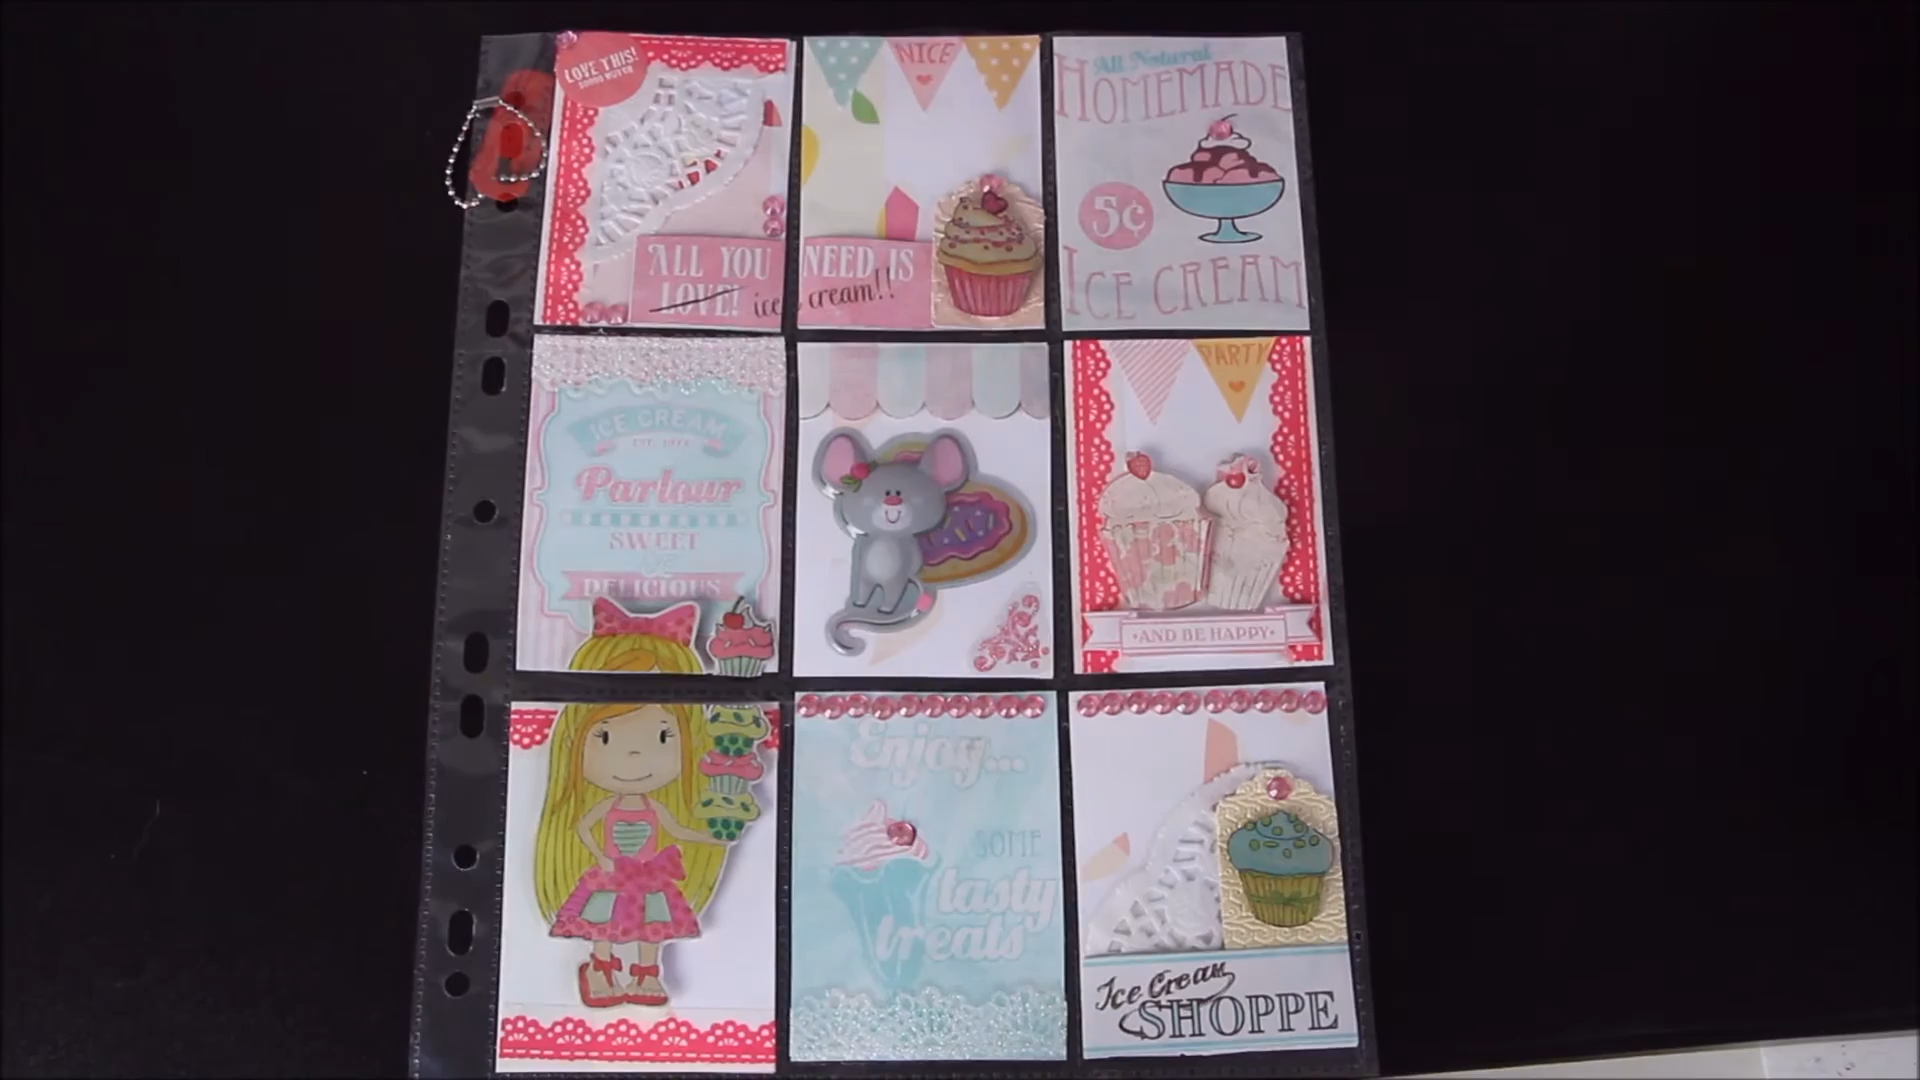 LOVE THIS!
NICE
All Natural
HOMEMADE
5¢
ICE CREAM
ALL YOU NEED IS
LOVE! ice cream!!
ICE CREAM
Parlour
SWEET
DELICIOUS
PARTY
•AND BE HAPPY•
Enjoy...
SOME
tasty
treats
Ice Cream
SHOPPE